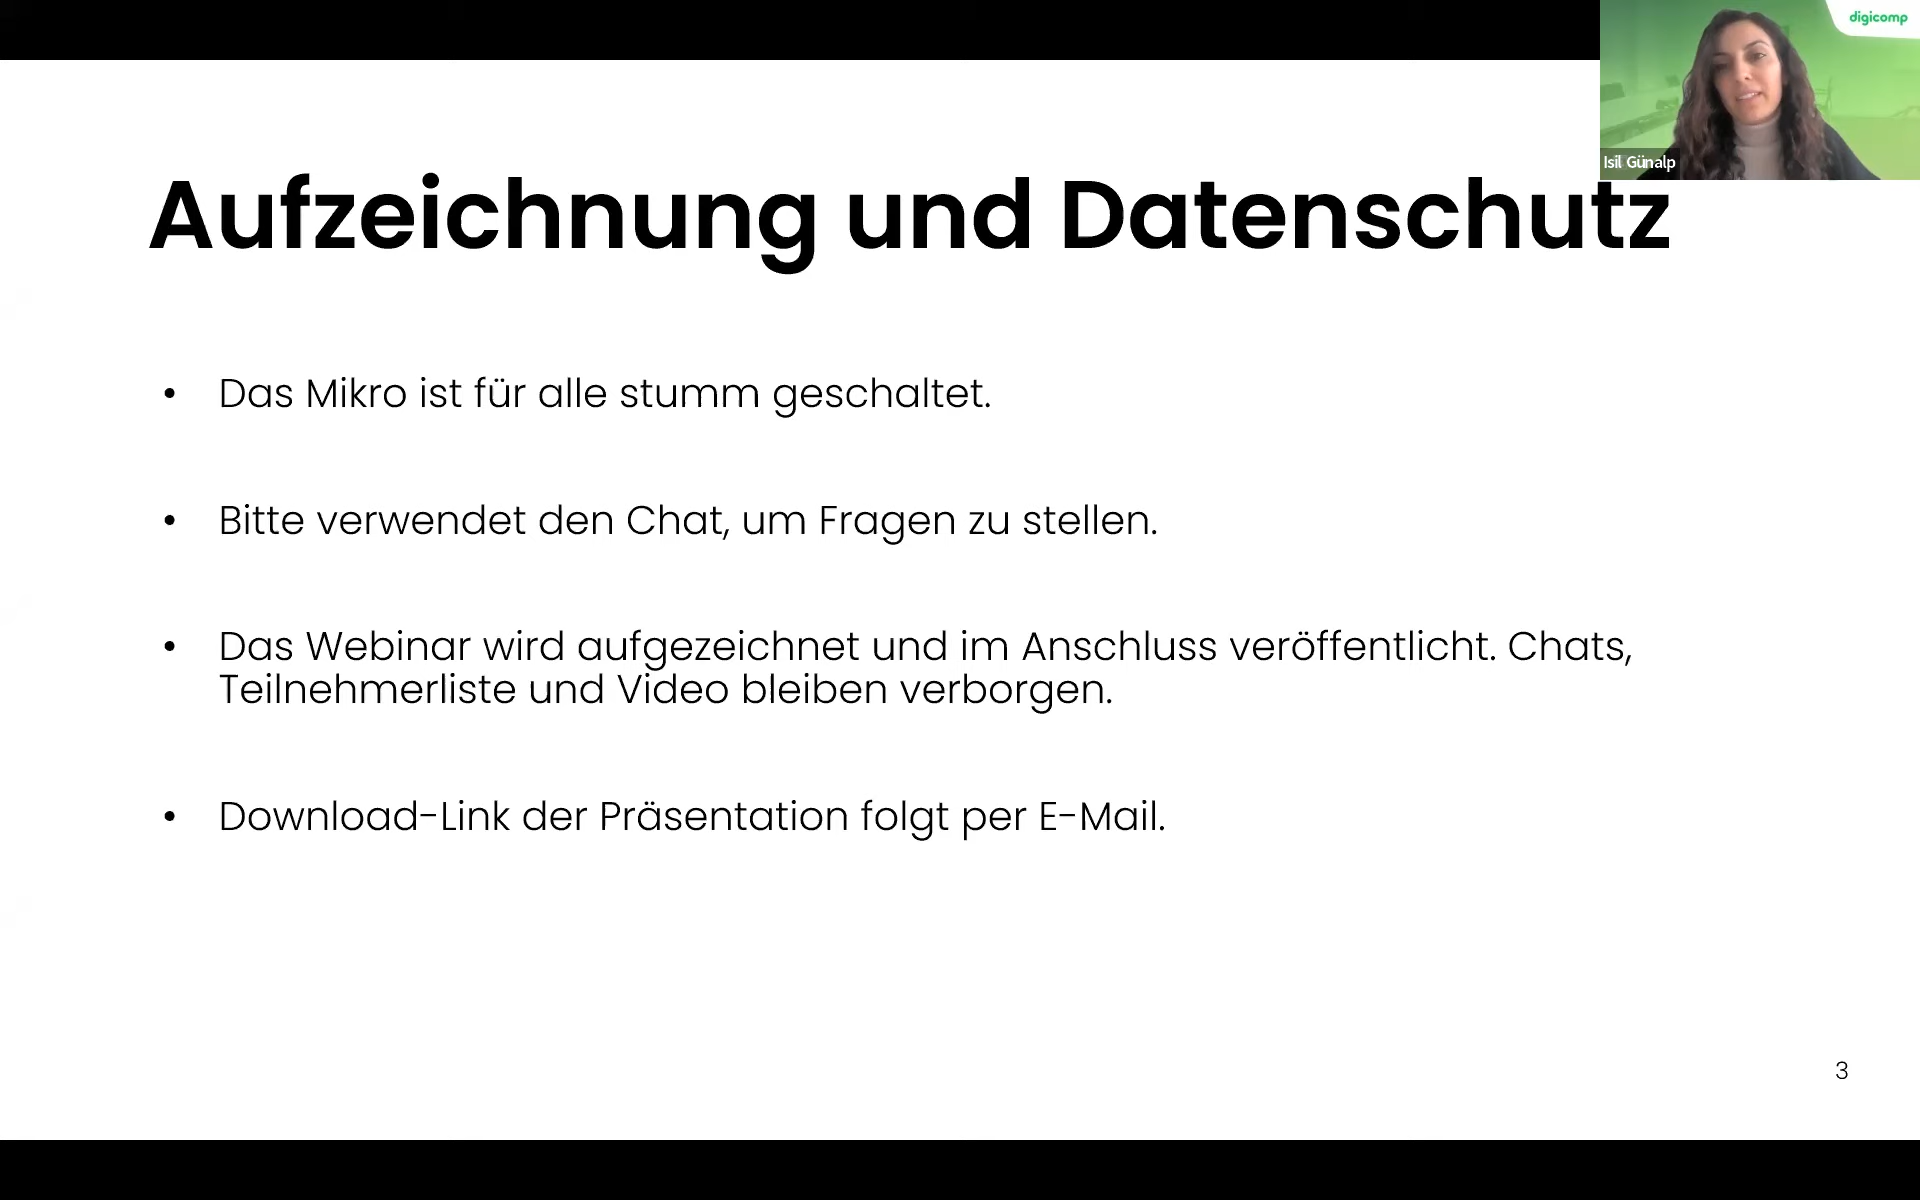 digicomp
Isil Günalp
Aufzeichnung und Datenschutz
• Das Mikro ist für alle stumm geschaltet.
• Bitte verwendet den Chat, um Fragen zu stellen.
• Das Webinar wird aufgezeichnet und im Anschluss veröffentlicht. Chats,
Teilnehmerliste und Video bleiben verborgen.
• Download-Link der Präsentation folgt per E-Mail.
3